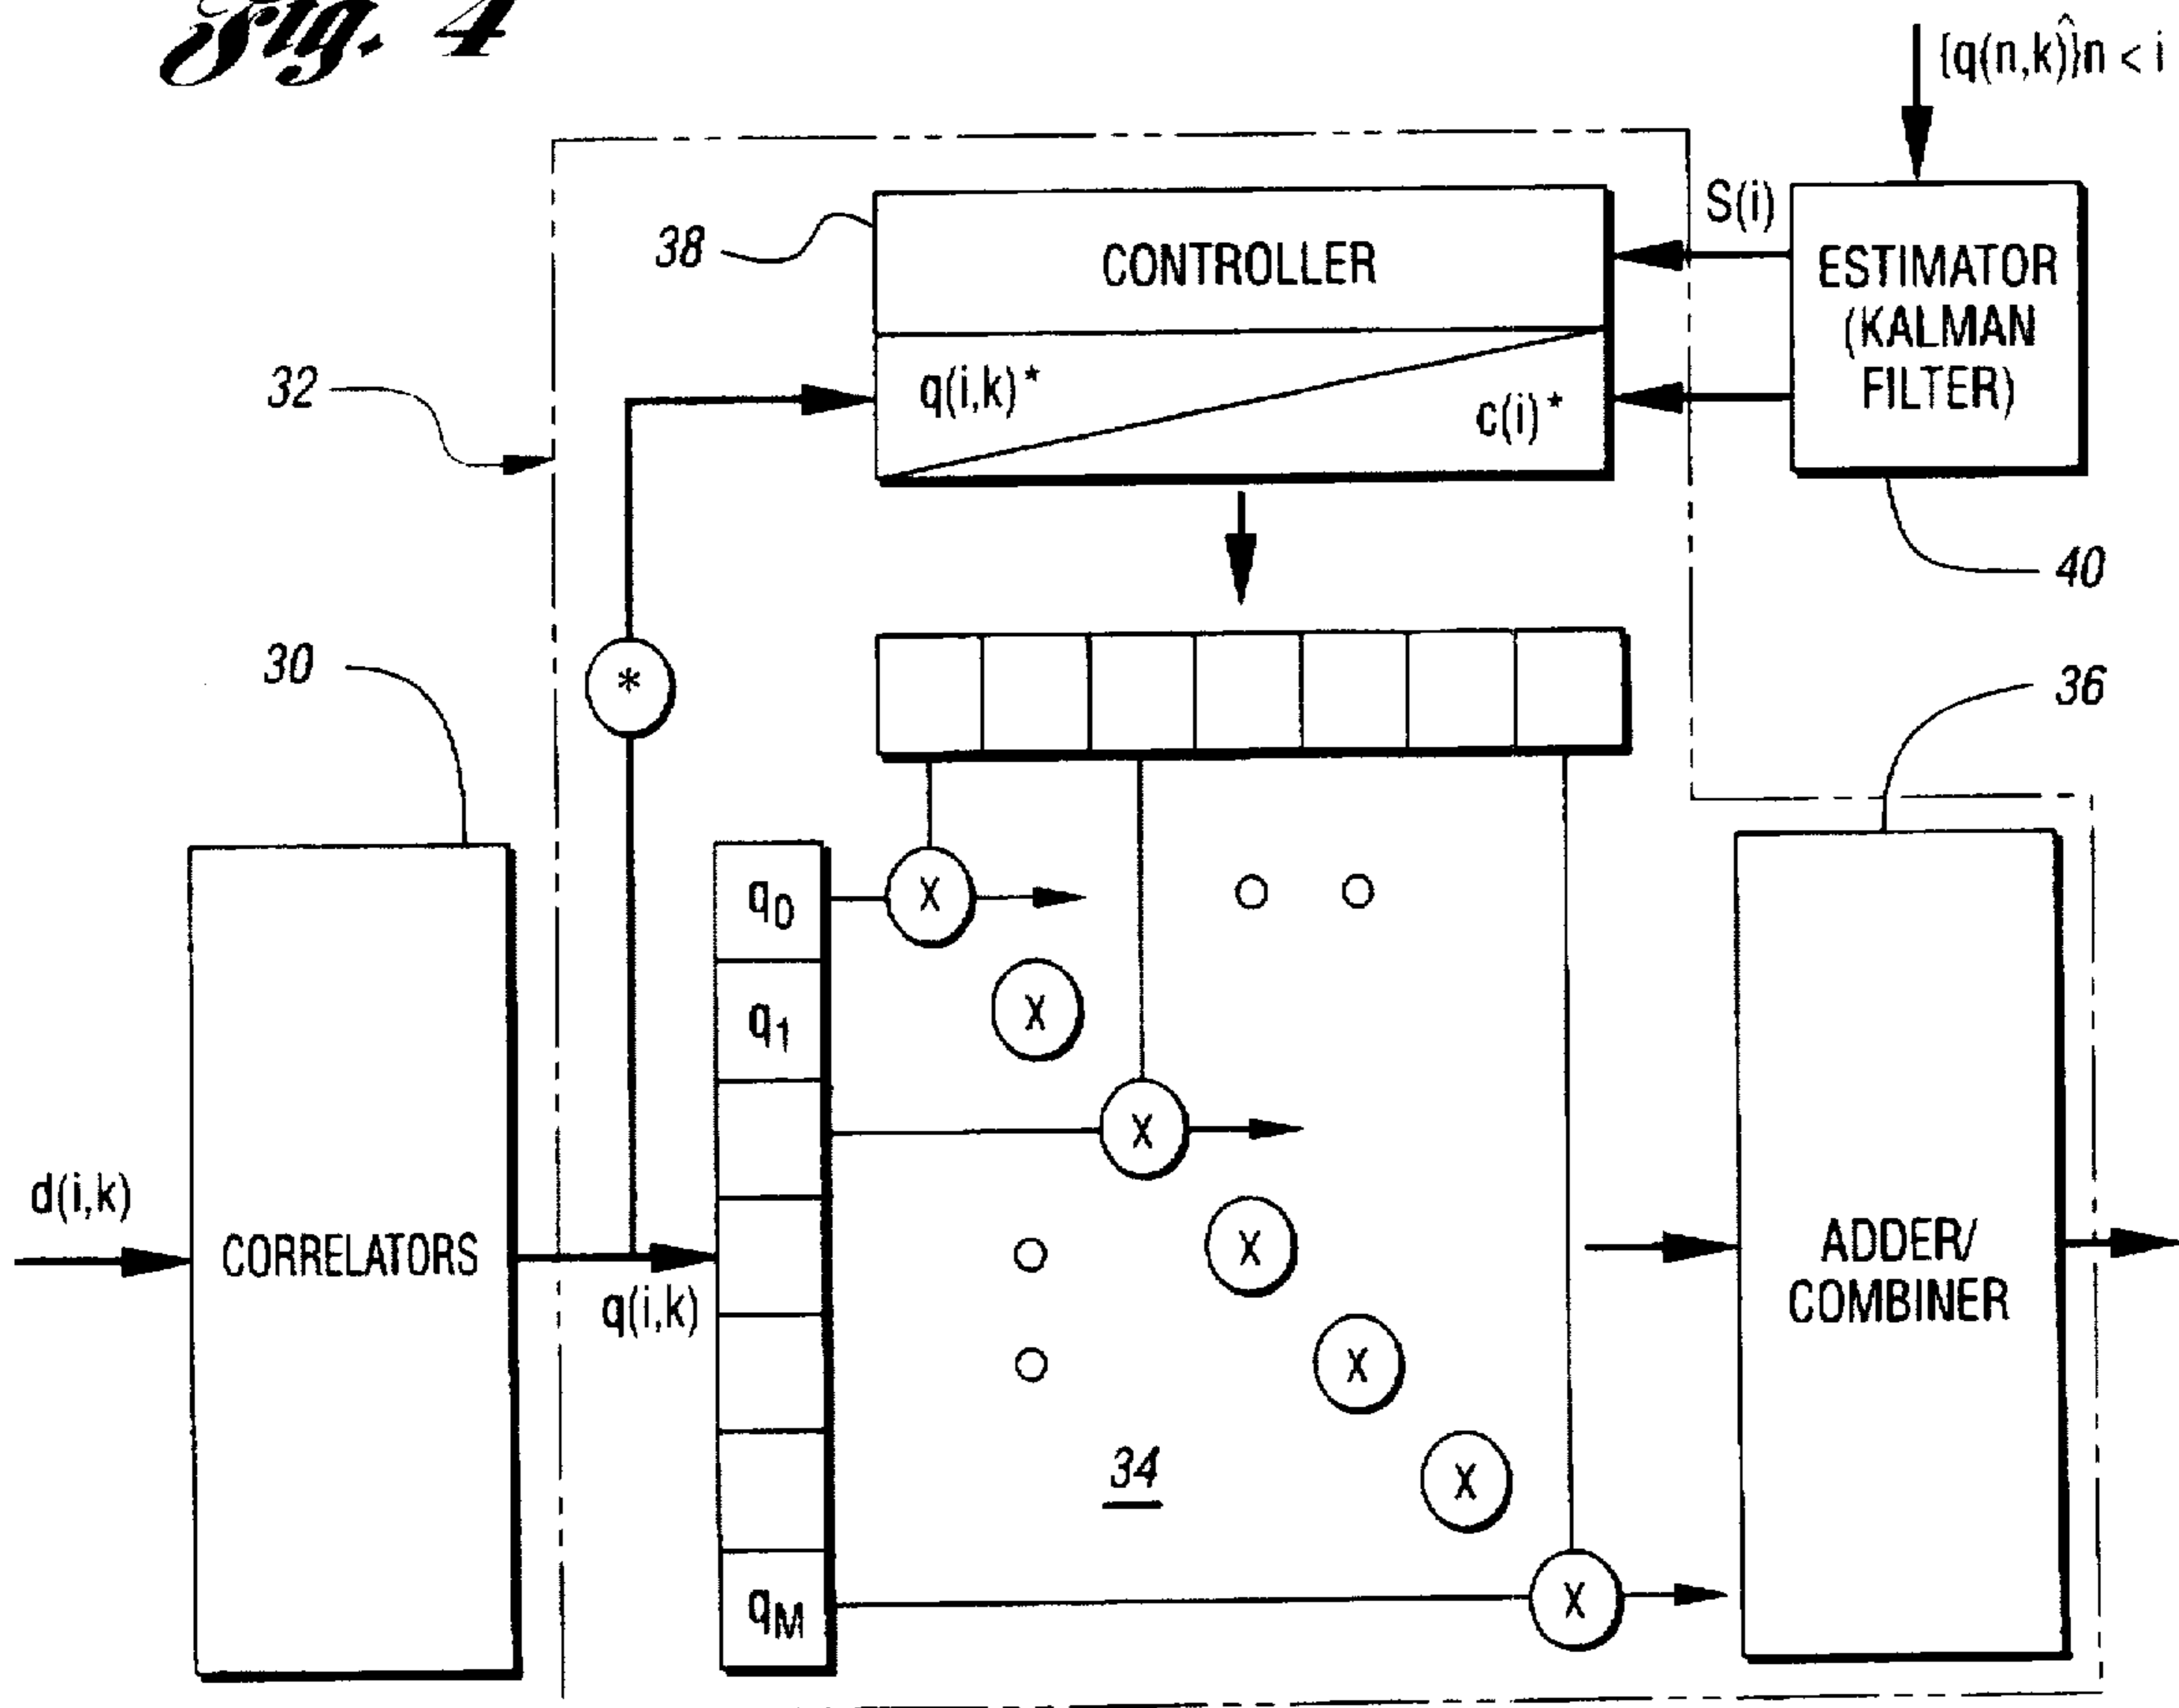 Fig. 4
{q(n,k̂)}n < i
S(i)
38
CONTROLLER
ESTIMATOR
(KALMAN
FILTER)
q(i,k)*
c(i)*
32
40
30
*
36
q0
X
q1
X
X
d(i,k)
CORRELATORS
q(i,k)
X
ADDER/
COMBINER
X
34
X
qM
X